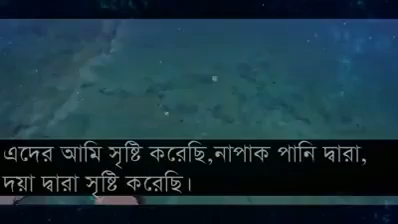 এদের আমি সৃষ্টি করেছি,নাপাক পানি দ্বারা,
দয়া দ্বারা সৃষ্টি করেছি।